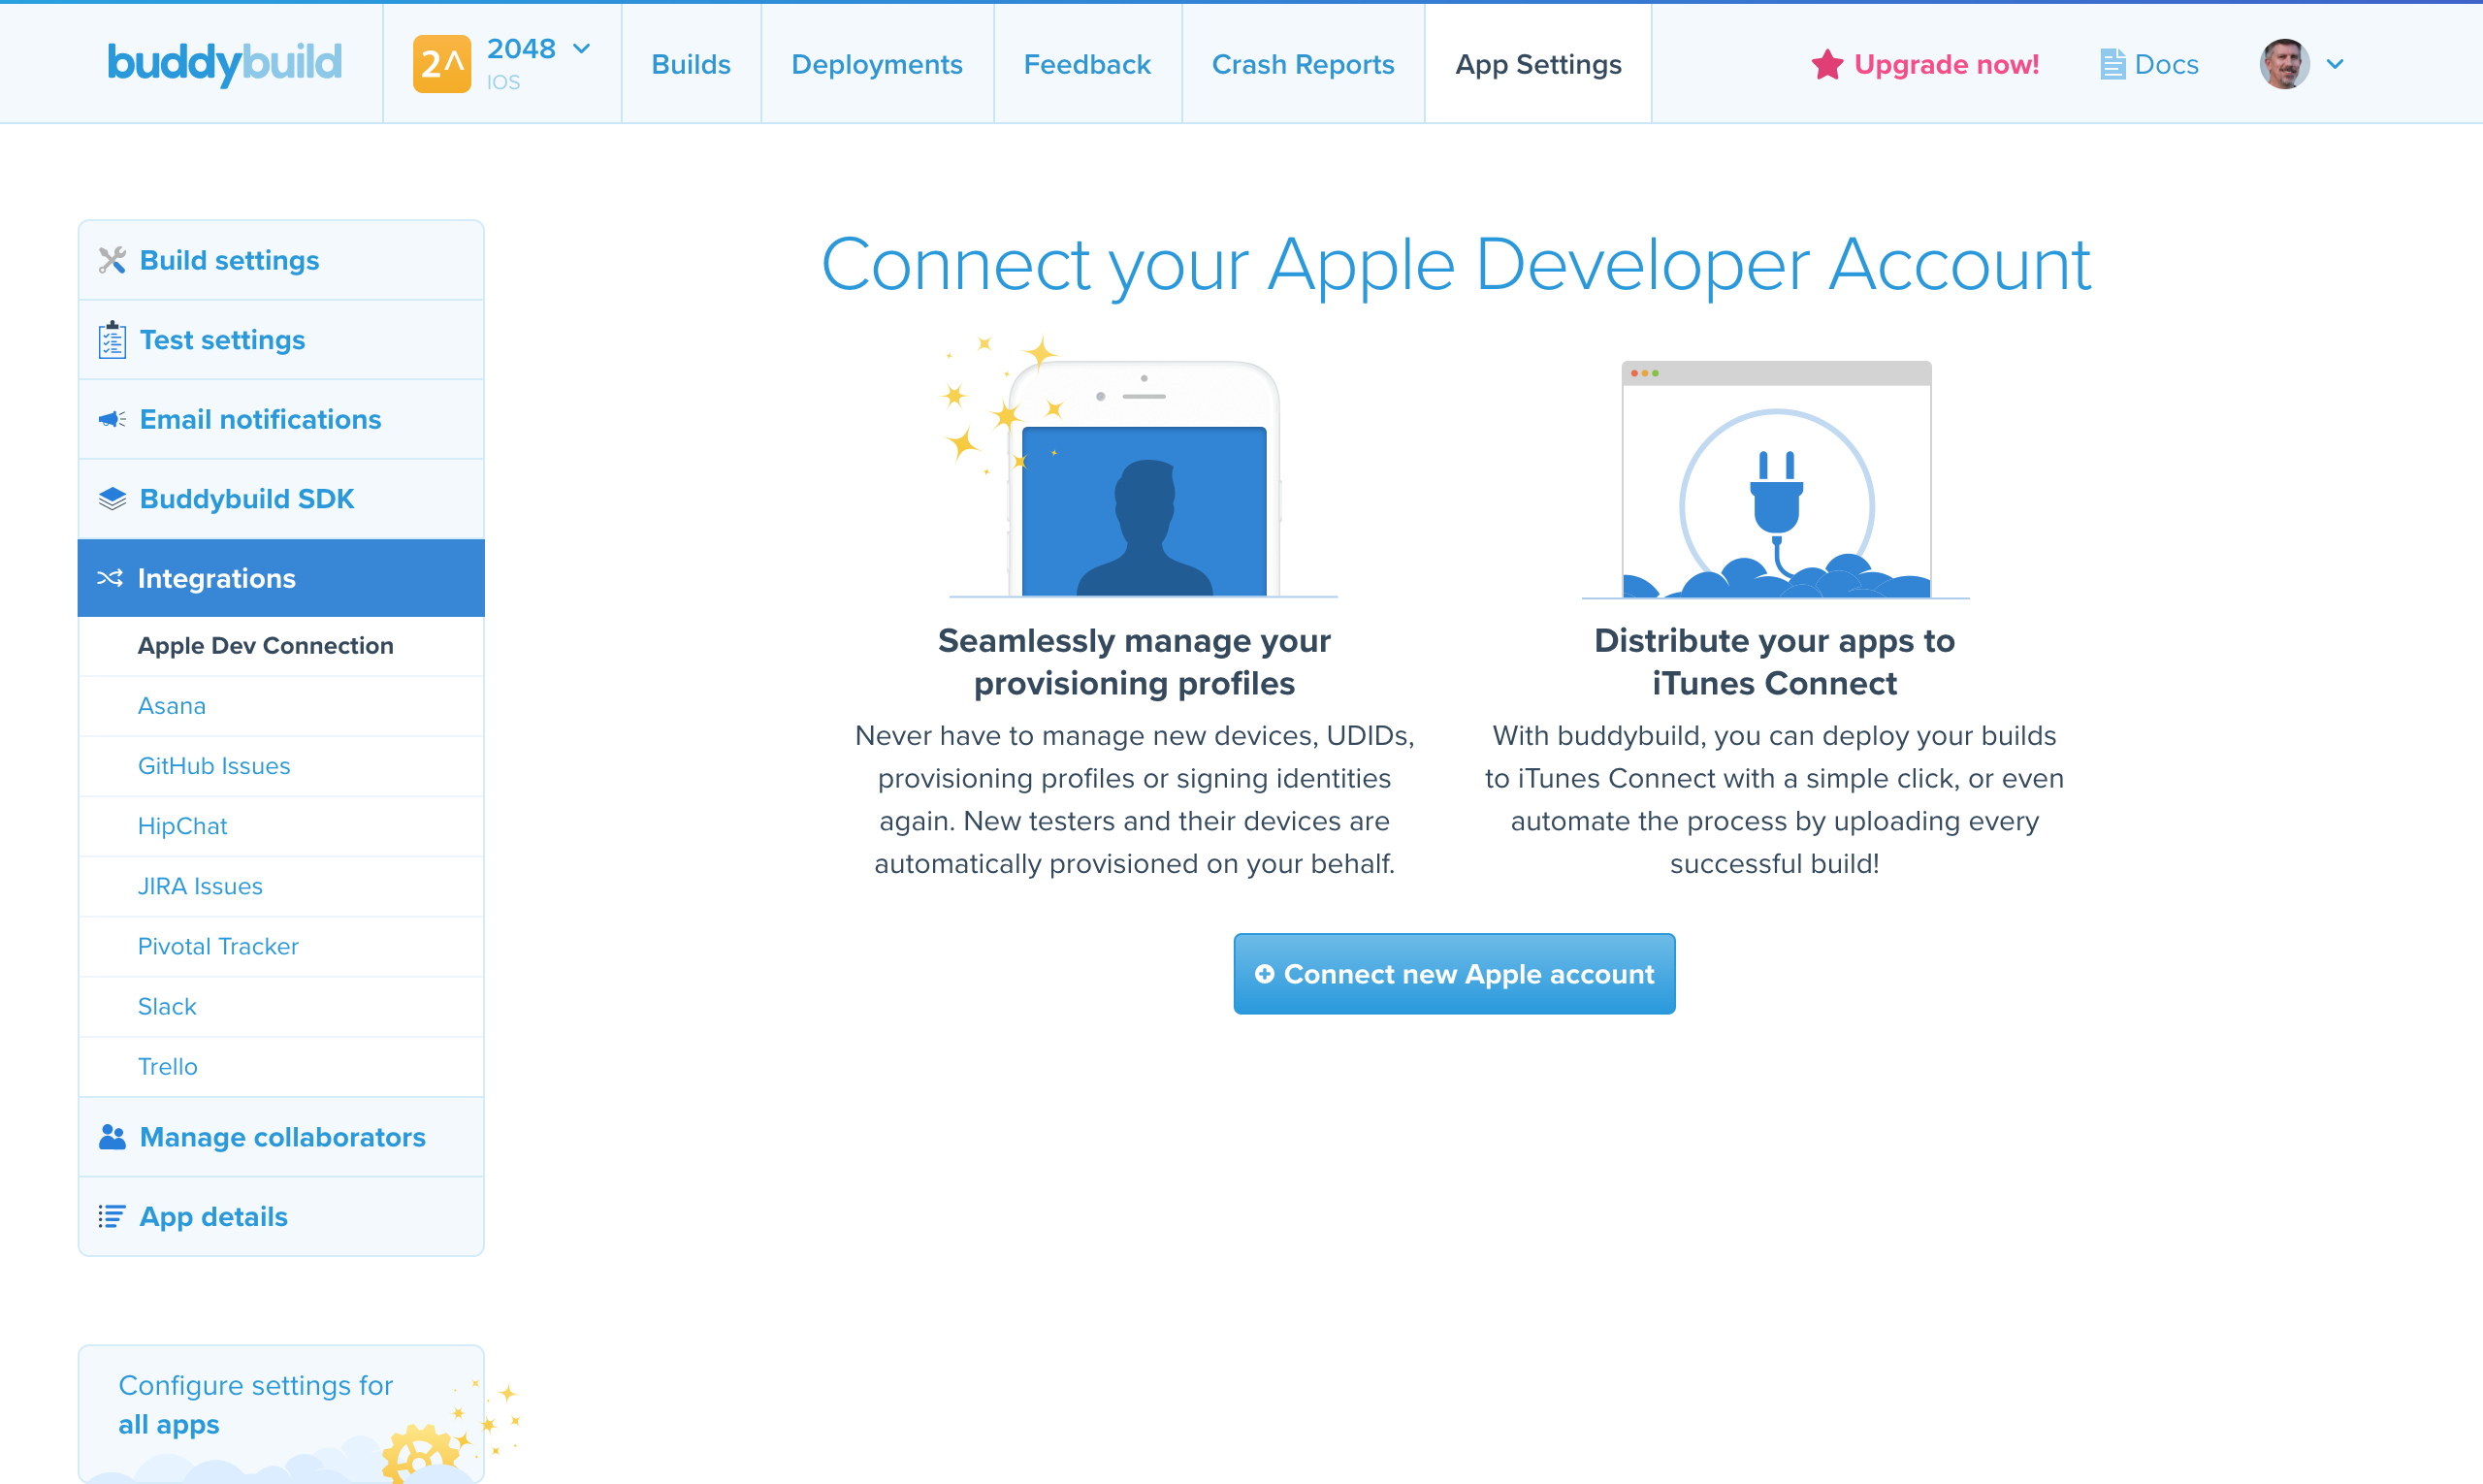 buddybuild
2^
2048
IOS
Builds
Deployments
Feedback
Crash Reports
App Settings
Upgrade now!
Docs
Build settings
Test settings
Email notifications
Buddybuild SDK
Integrations
Apple Dev Connection
Asana
GitHub Issues
HipChat
JIRA Issues
Pivotal Tracker
Slack
Trello
Manage collaborators
App details
Configure settings for
all apps
Connect your Apple Developer Account
Seamlessly manage your
provisioning profiles
Never have to manage new devices, UDIDs,
provisioning profiles or signing identities
again. New testers and their devices are
automatically provisioned on your behalf.
Distribute your apps to
iTunes Connect
With buddybuild, you can deploy your builds
to iTunes Connect with a simple click, or even
automate the process by uploading every
successful build!
Connect new Apple account